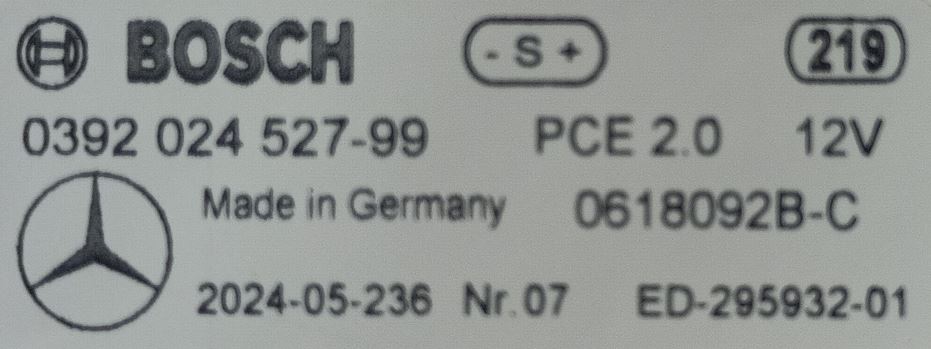 BOSCH - S + 219
0392 024 527-99 PCE 2.0 12V
Made in Germany 0618092B-C
2024-05-236 Nr.07 ED-295932-01